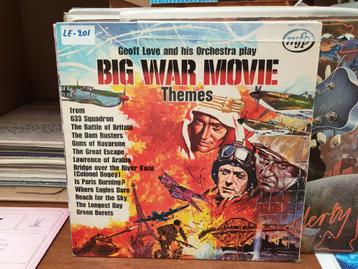 LE-201
Geoff Love and his Orchestra play
mfp
BIG WAR MOVIE
Themes
from
633 Squadron
The Battle of Britain
The Dam Busters
Guns of Navarone
The Great Escape
Lawrence of Arabia
Bridge over the River Kwai
(Colonel Bogey)
Is Paris Burning?
Where Eagles Dare
Reach for the Sky
The Longest Day
Green Berets